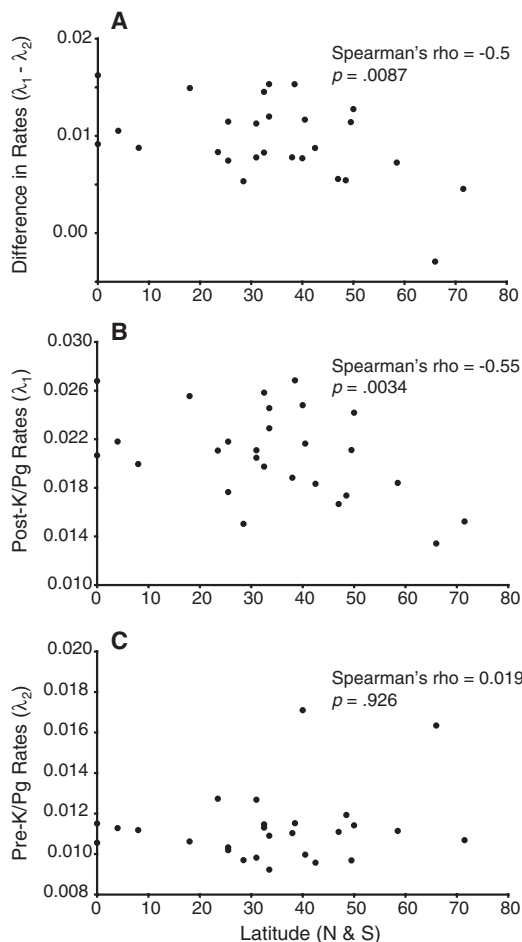 A
Difference in Rates (λ1 - λ2)
Spearman's rho = -0.5
p = .0087
0.02
0.01
0.00
0 10 20 30 40 50 60 70 80
B
Post-K/Pg Rates (λ1)
Spearman's rho = -0.55
p = .0034
0.030
0.026
0.022
0.018
0.014
0.010
0 10 20 30 40 50 60 70 80
C
Pre-K/Pg Rates (λ2)
Spearman's rho = 0.019
p = .926
0.020
0.018
0.016
0.014
0.012
0.010
0.008
0 10 20 30 40 50 60 70 80
Latitude (N & S)